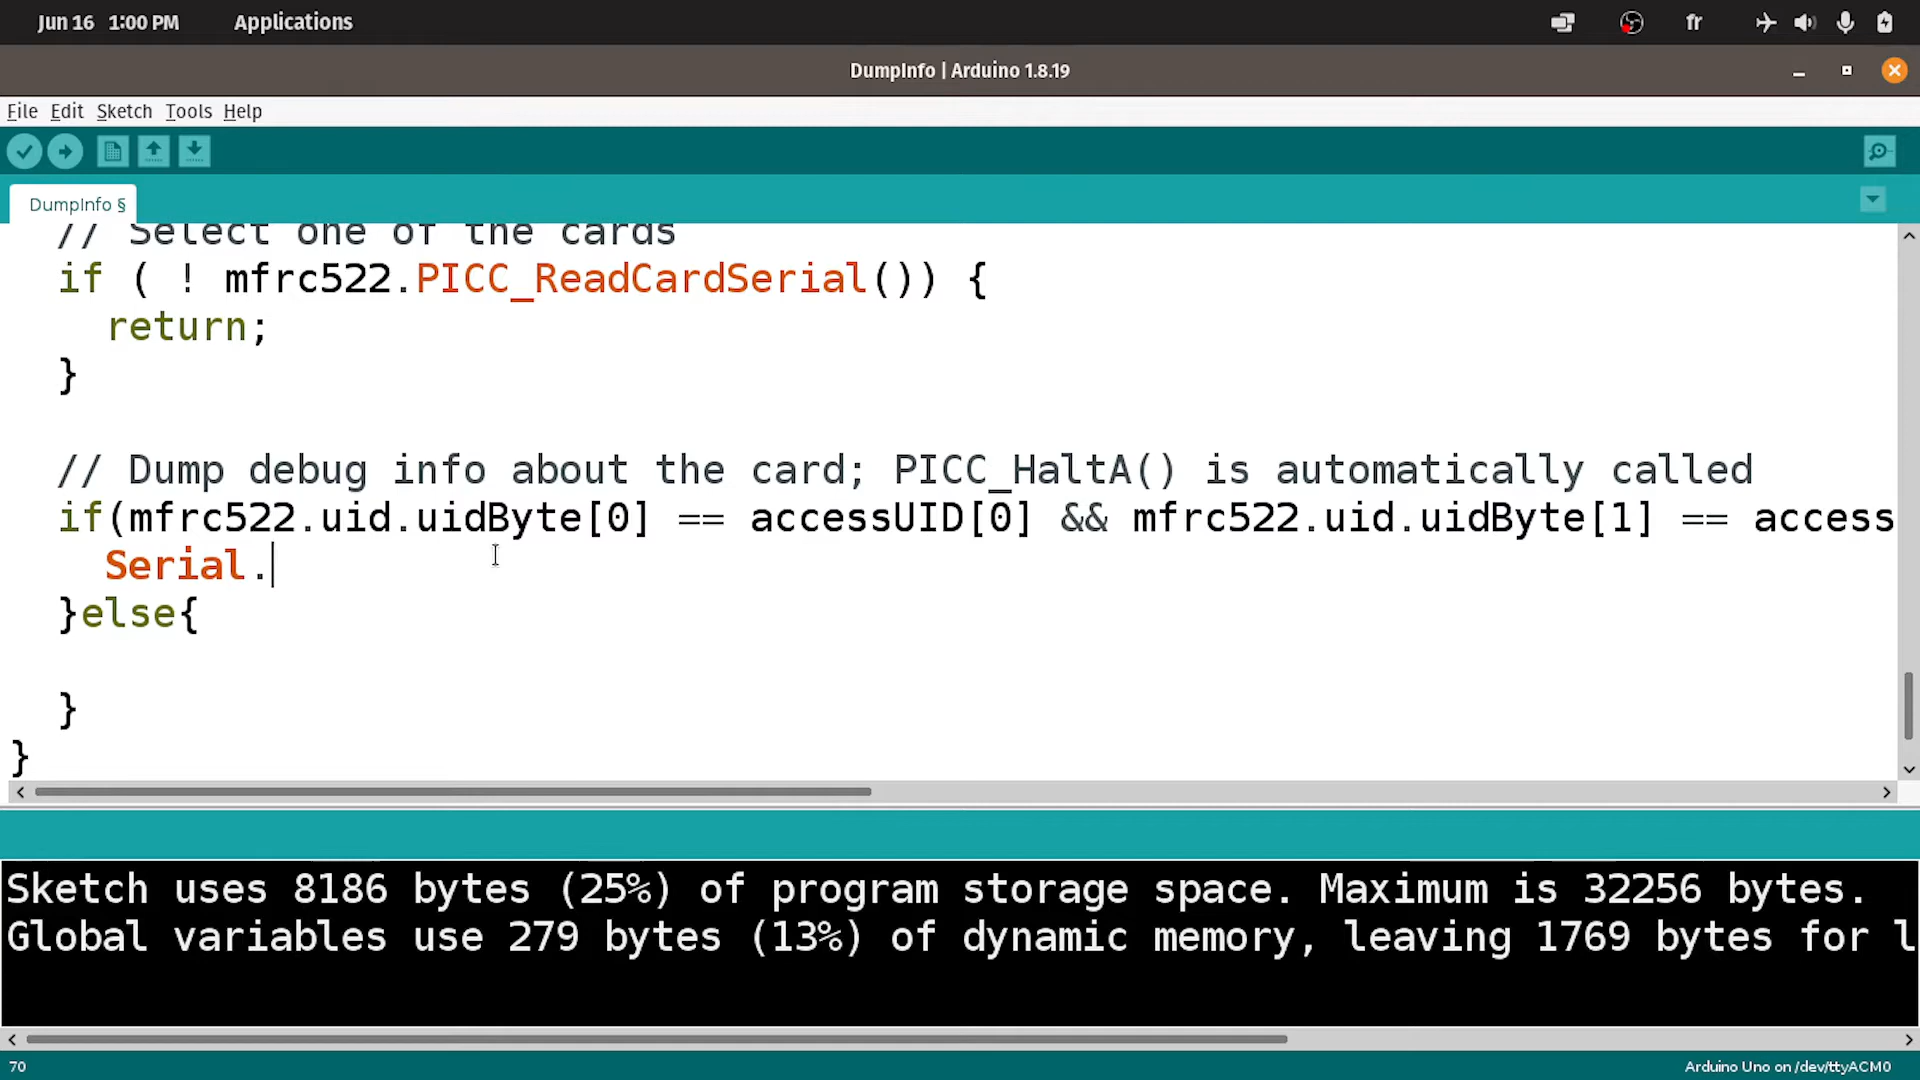 Jun 16 1:00 PM Applications fr
DumpInfo | Arduino 1.8.19
File Edit Sketch Tools Help
DumpInfo §
// Select one of the cards
if ( ! mfrc522.PICC_ReadCardSerial()) {
return;
}
// Dump debug info about the card; PICC_HaltA() is automatically called
if(mfrc522.uid.uidByte[0] == accessUID[0] && mfrc522.uid.uidByte[1] == access
Serial.
}else{
}
}
Sketch uses 8186 bytes (25%) of program storage space. Maximum is 32256 bytes.
Global variables use 279 bytes (13%) of dynamic memory, leaving 1769 bytes for l
70 Arduino Uno on /dev/ttyACM0